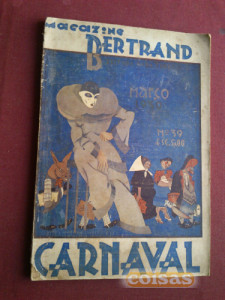 magazine
BERTRAND
MARÇO
Nº 39
CARNAVAL
coisas